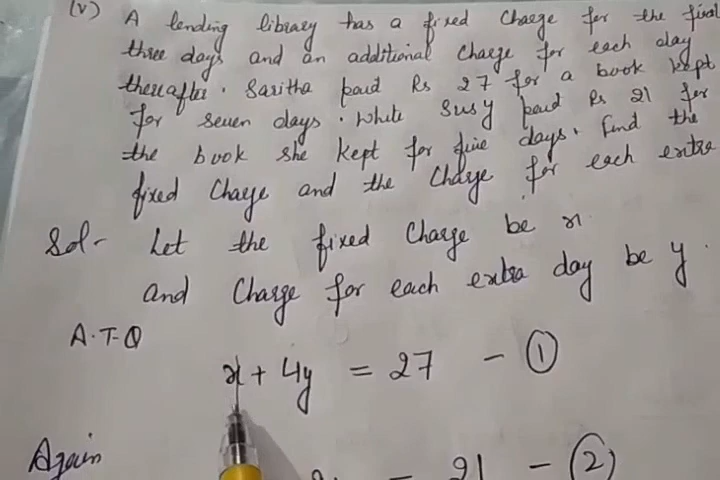 (v) A lending library has a fixed Charge for the first
three days and an additional Charge for each day
thereafter. Saritha paid Rs 27 for a book kept
for seven days. While Susy paid Rs 21 for
the book she kept for five days. Find the
fixed Charge and the Charge for each extra
Sol- Let the fixed Charge be x
and Charge for each extra day be y.
A.T-Q
x + 4y = 27 - ①
Again = 21 - ②